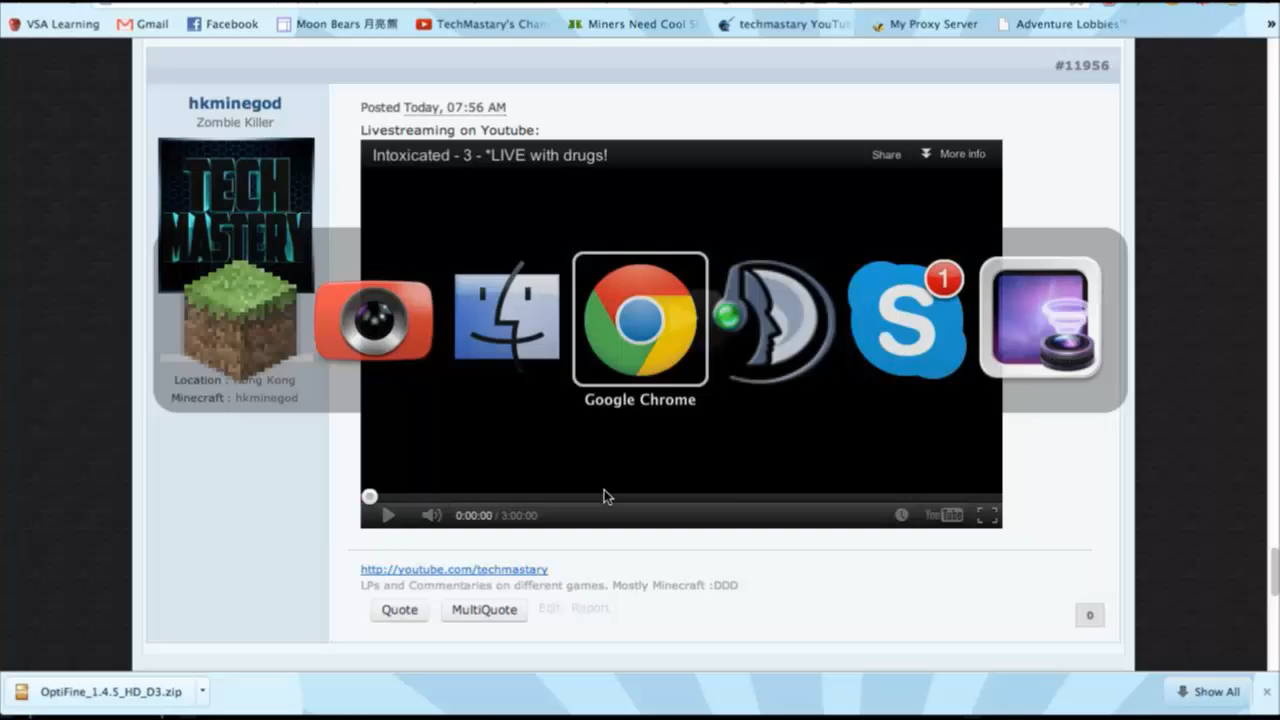 VSA Learning Gmail Facebook Moon Bears 月亮熊 TechMastary's Chan Miners Need Cool S techmastary YouTub My Proxy Server Adventure Lobbies »
#11956
hkminegod
Zombie Killer
TECH
MASTERY
Location : Hong Kong
Minecraft : hkminegod
Posted Today, 07:56 AM
Livestreaming on Youtube:
Intoxicated - 3 - *LIVE with drugs! Share More info
1
S
Google Chrome
0:00:00 / 3:00:00 YouTube
http://youtube.com/techmastary
LPs and Commentaries on different games. Mostly Minecraft :DDD
Quote MultiQuote Edit Report 0
OptiFine_1.4.5_HD_D3.zip Show All